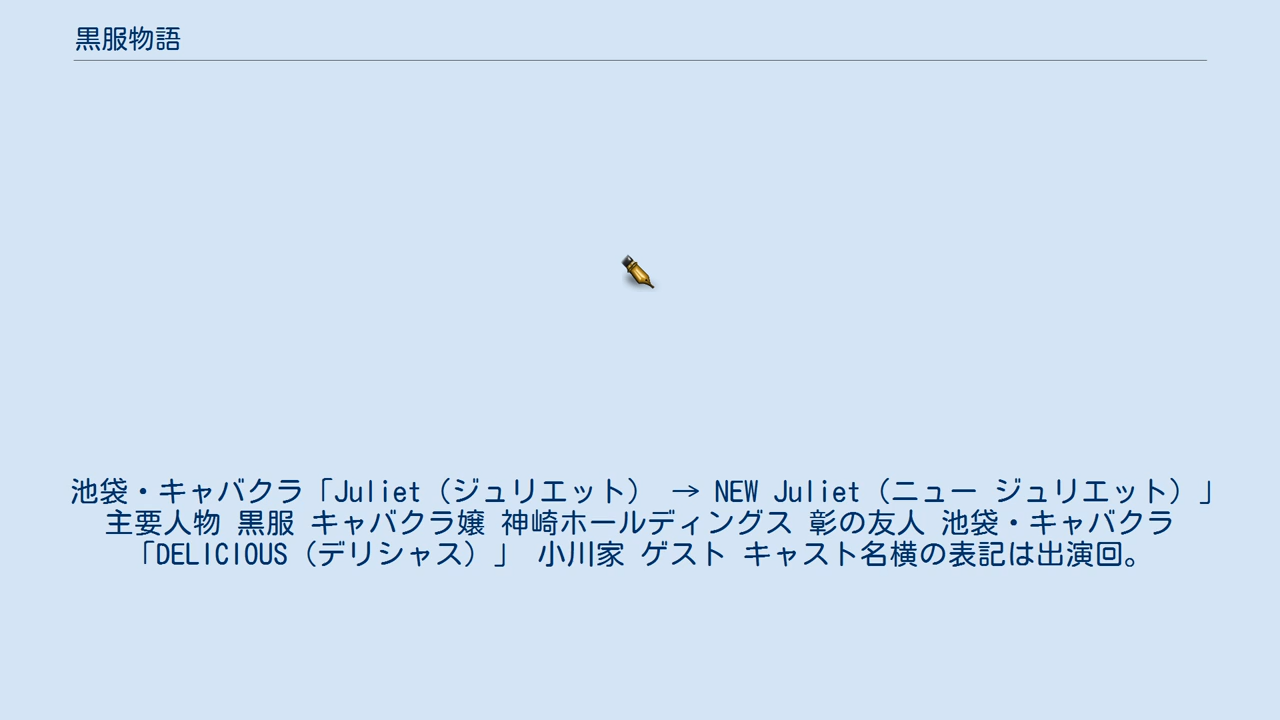 黒服物語
池袋・キャバクラ「Juliet（ジュリエット） → NEW Juliet（ニュー ジュリエット）」
主要人物 黒服 キャバクラ嬢 神崎ホールディングス 彰の友人 池袋・キャバクラ
「DELICIOUS（デリシャス）」 小川家 ゲスト キャスト名横の表記は出演回。